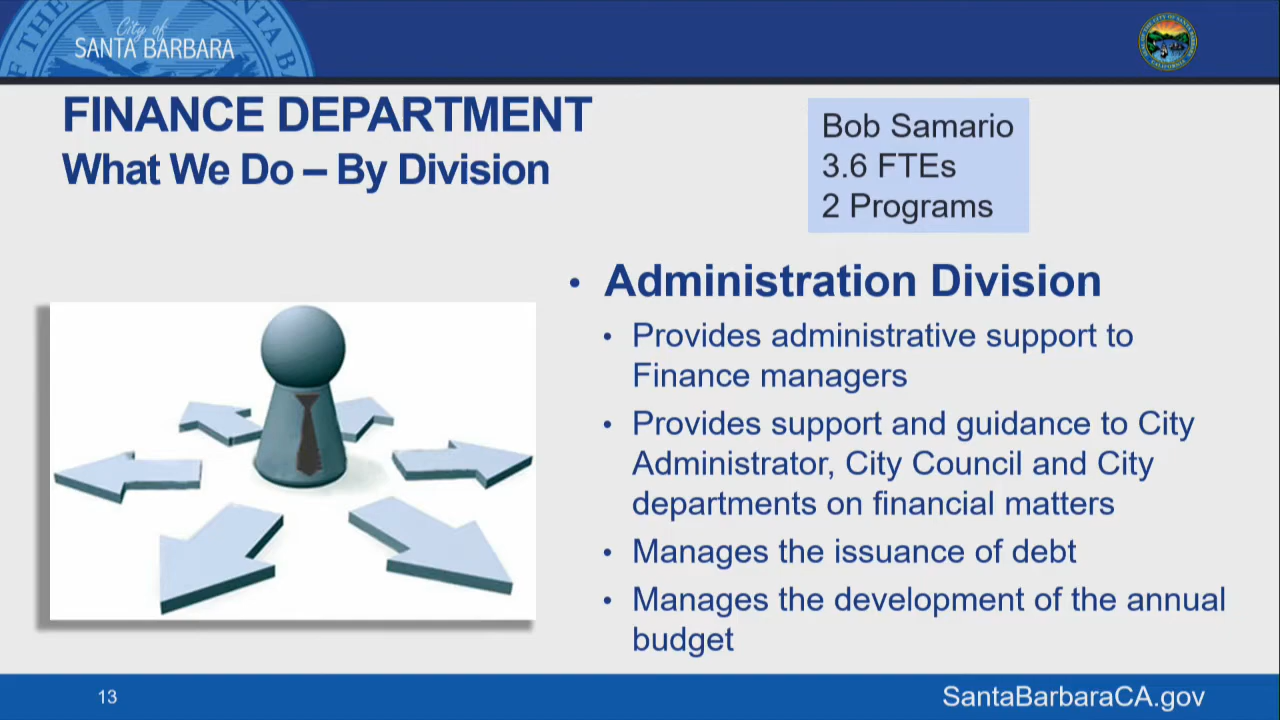 City of
SANTA BARBARA
FINANCE DEPARTMENT
What We Do – By Division
Bob Samario
3.6 FTEs
2 Programs
• Administration Division
• Provides administrative support to
Finance managers
• Provides support and guidance to City
Administrator, City Council and City
departments on financial matters
• Manages the issuance of debt
• Manages the development of the annual
budget
13
SantaBarbaraCA.gov